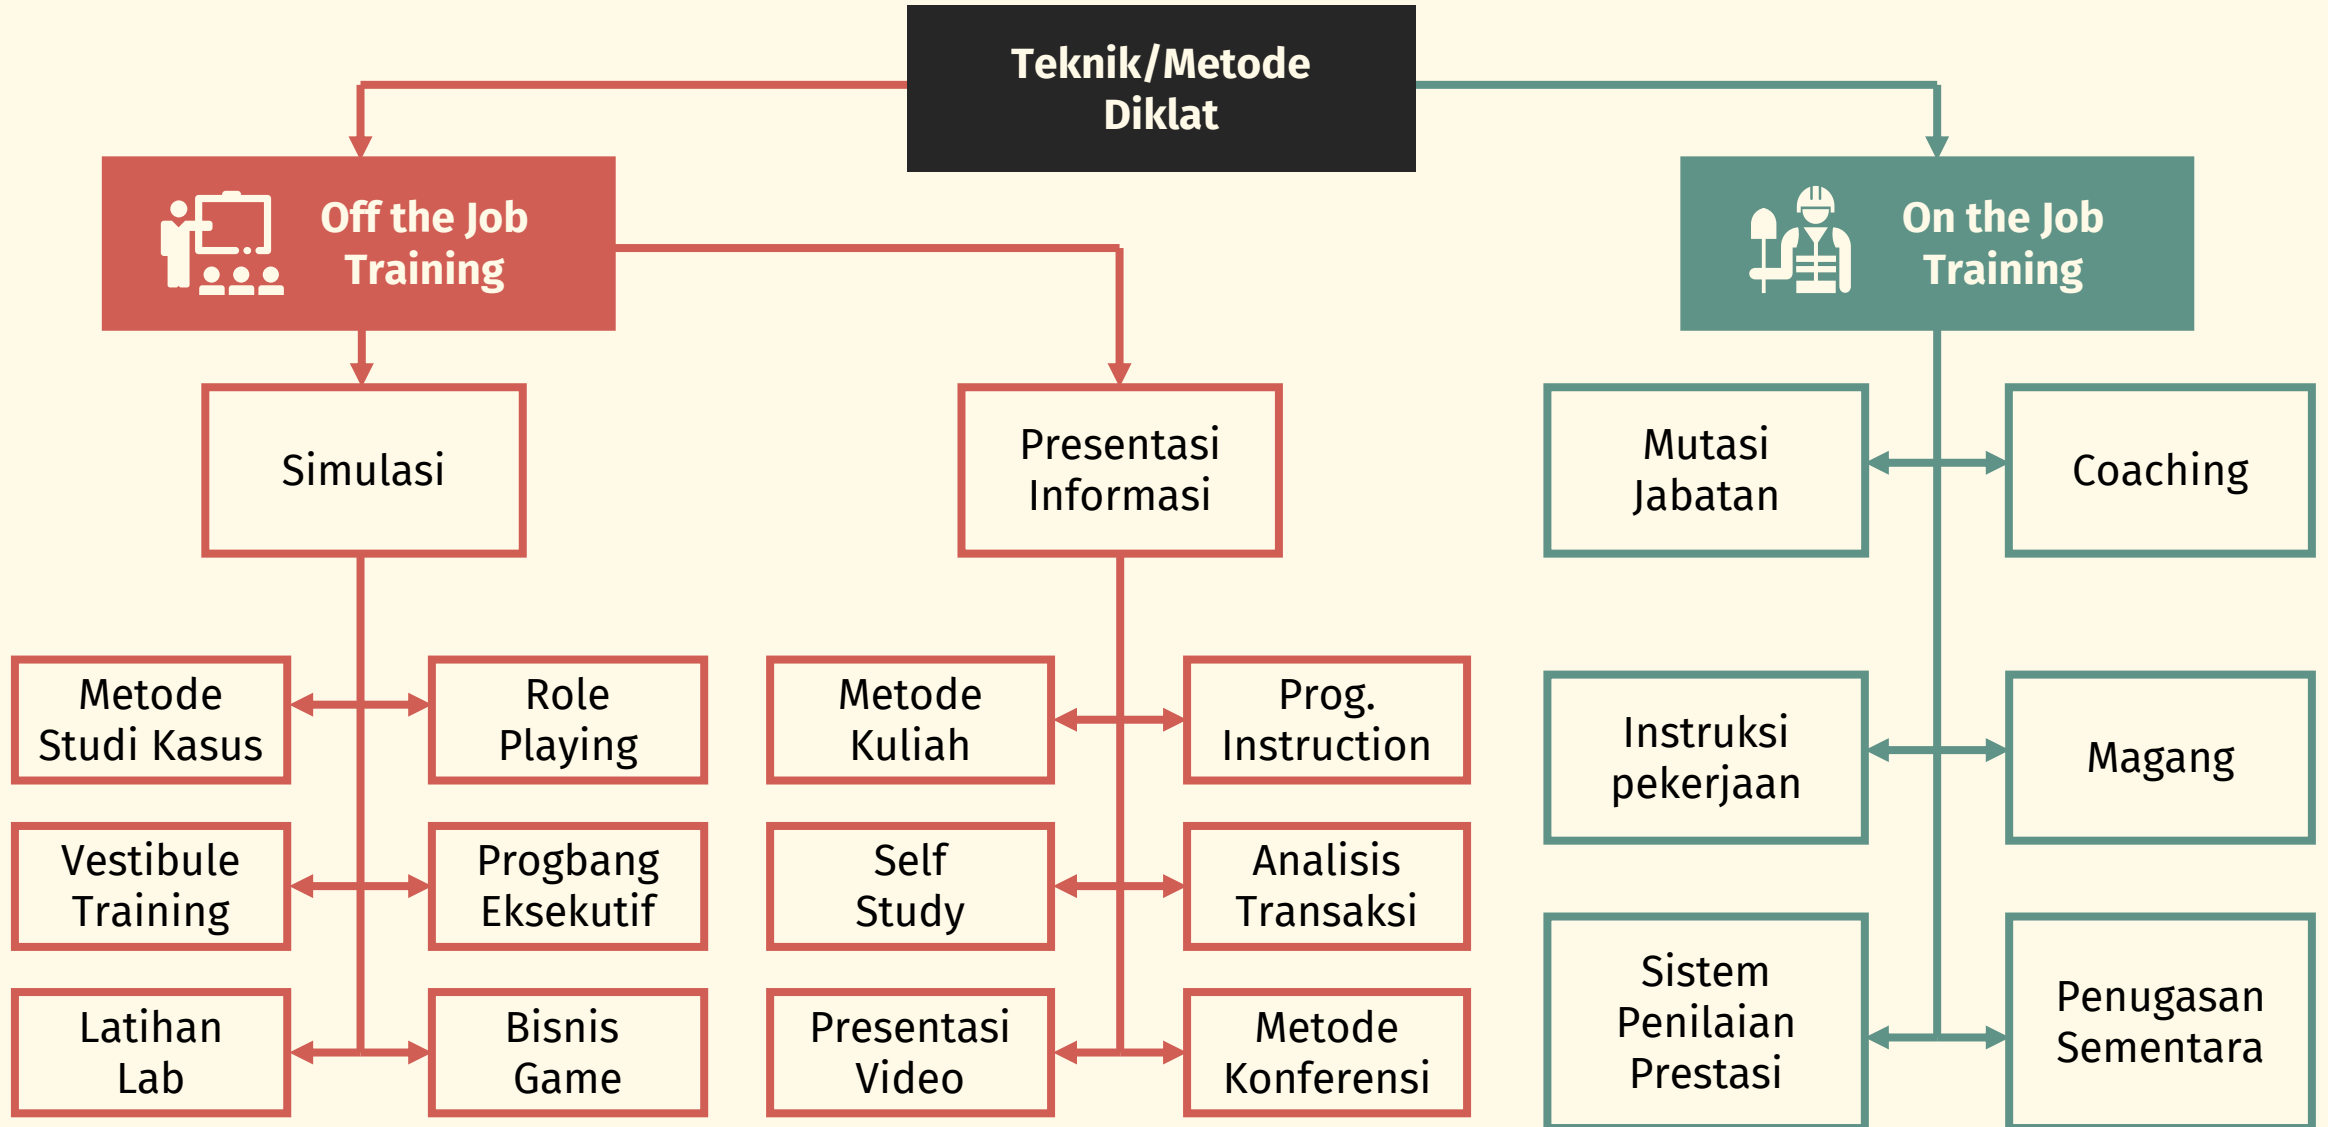 Teknik/Metode
Diklat
Off the Job
Training
On the Job
Training
Simulasi
Presentasi
Informasi
Mutasi
Jabatan
Coaching
Metode
Studi Kasus
Role
Playing
Metode
Kuliah
Prog.
Instruction
Instruksi
pekerjaan
Magang
Vestibule
Training
Progbang
Eksekutif
Self
Study
Analisis
Transaksi
Latihan
Lab
Bisnis
Game
Presentasi
Video
Metode
Konferensi
Sistem
Penilaian
Prestasi
Penugasan
Sementara